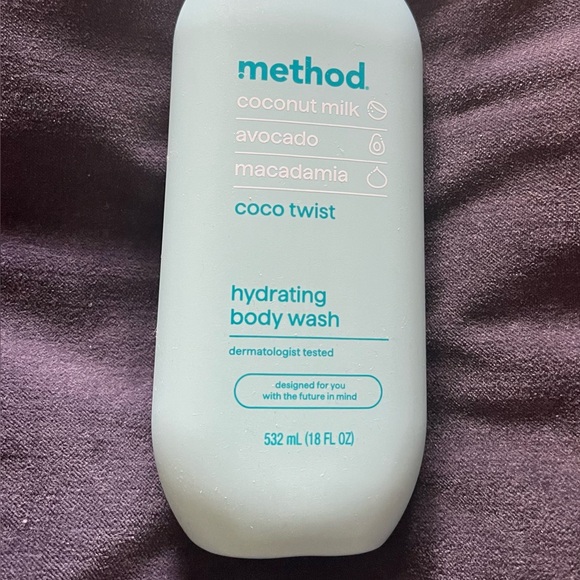 method
coconut milk
avocado
macadamia
coco twist
hydrating
body wash
dermatologist tested
designed for you
with the future in mind
532 mL (18 FL OZ)